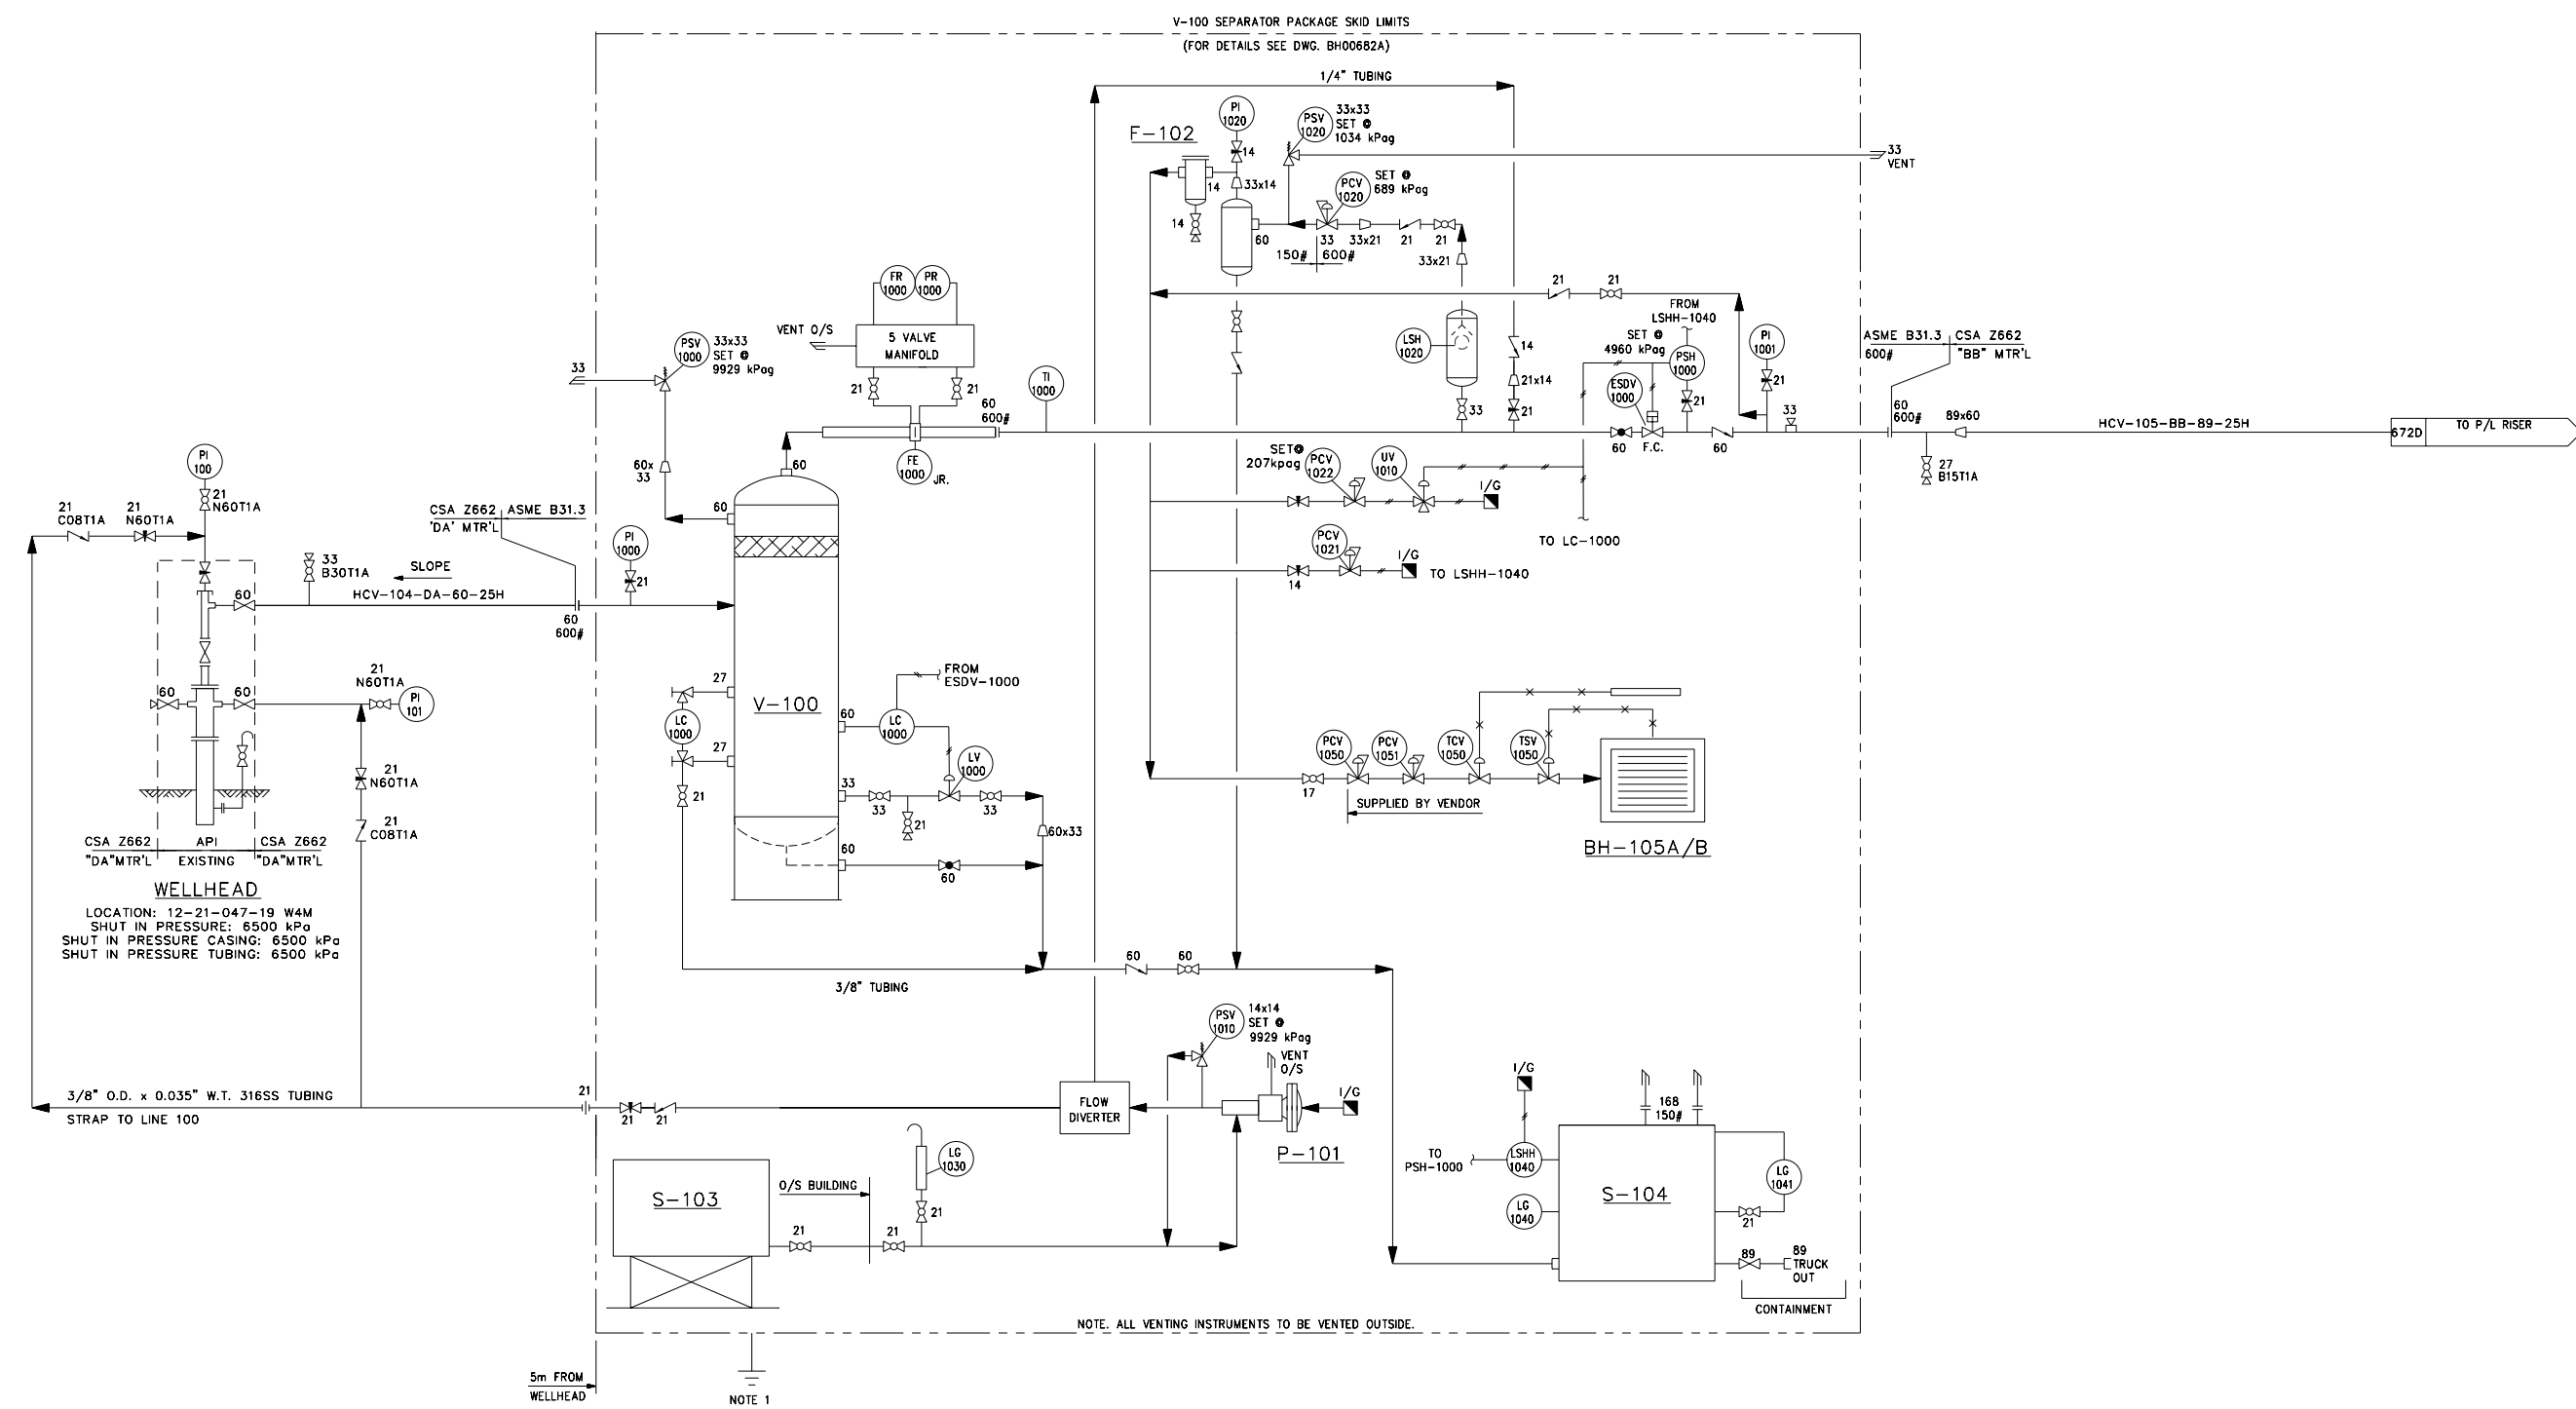 V-100 SEPARATOR PACKAGE SKID LIMITS
(FOR DETAILS SEE DWG. BH00682A)
1/4" TUBING
F-102
PI
1020
14
33x14
14
14
PSV
1020
33x33
SET @
1034 kPag
33
VENT
PCV
1020
SET @
689 kPag
60
33
33x21
21
21
150#
600#
33x21
21
21
LSH
1020
33
14
21x14
21
FROM
LSHH-1040
SET @
4960 kPag
PSH
1000
21
ESDV
1000
60
F.C.
60
PI
1001
21
33
ASME B31.3
CSA Z662
600#
"BB" MTR'L
60
600#
89x60
HCV-105-BB-89-25H
672D
TO P/L RISER
27
B15T1A
FR
1000
PR
1000
VENT O/S
5 VALVE
MANIFOLD
21
21
FE
1000
JR.
60
600#
TI
1000
PSV
1000
33x33
SET @
9929 kPag
33
60x
33
60
60
SET@
207kpag
PCV
1022
UV
1010
I/G
TO LC-1000
PCV
1021
I/G
14
TO LSHH-1040
PI
100
21
N60T1A
21
C08T1A
21
N60T1A
CSA Z662
ASME B31.3
'DA' MTR'L
33
B30T1A
SLOPE
HCV-104-DA-60-25H
60
60
600#
PI
1000
21
60
60
21
N60T1A
PI
101
21
N60T1A
21
C08T1A
CSA Z662
API
CSA Z662
"DA"MTR'L
EXISTING
"DA"MTR'L
WELLHEAD
LOCATION: 12-21-047-19 W4M
SHUT IN PRESSURE: 6500 kPa
SHUT IN PRESSURE CASING: 6500 kPa
SHUT IN PRESSURE TUBING: 6500 kPa
V-100
27
LC
1000
27
21
FROM
ESDV-1000
60
LC
1000
LV
1000
33
33
21
33
60x33
60
60
3/8" TUBING
60
60
PCV
1050
PCV
1051
TCV
1050
TSV
1050
17
SUPPLIED BY VENDOR
BH-105A/B
PSV
1010
14x14
SET @
9929 kPag
VENT
O/S
I/G
P-101
FLOW
DIVERTER
3/8" O.D. x 0.035" W.T. 316SS TUBING
STRAP TO LINE 100
21
21
21
S-103
O/S BUILDING
21
21
LG
1030
21
I/G
TO
PSH-1000
LSHH
1040
LG
1040
168
150#
S-104
LG
1041
21
89
89
TRUCK
OUT
CONTAINMENT
NOTE. ALL VENTING INSTRUMENTS TO BE VENTED OUTSIDE.
5m FROM
WELLHEAD
NOTE 1